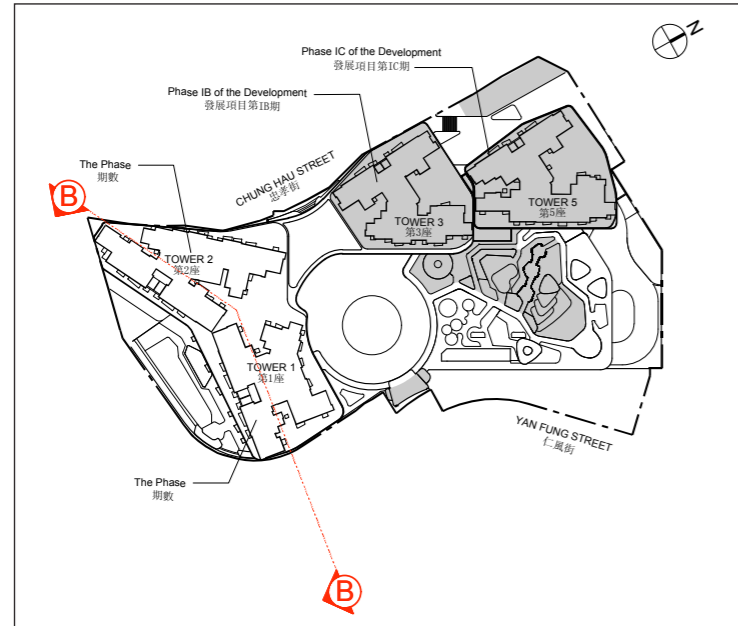 N
Phase IC of the Development
發展項目第IC期
Phase IB of the Development
發展項目第IB期
The Phase
期數
CHUNG HAU STREET
忠孝街
B
TOWER 5
第5座
TOWER 3
第3座
TOWER 2
第2座
TOWER 1
第1座
YAN FUNG STREET
仁風街
The Phase
期數
B